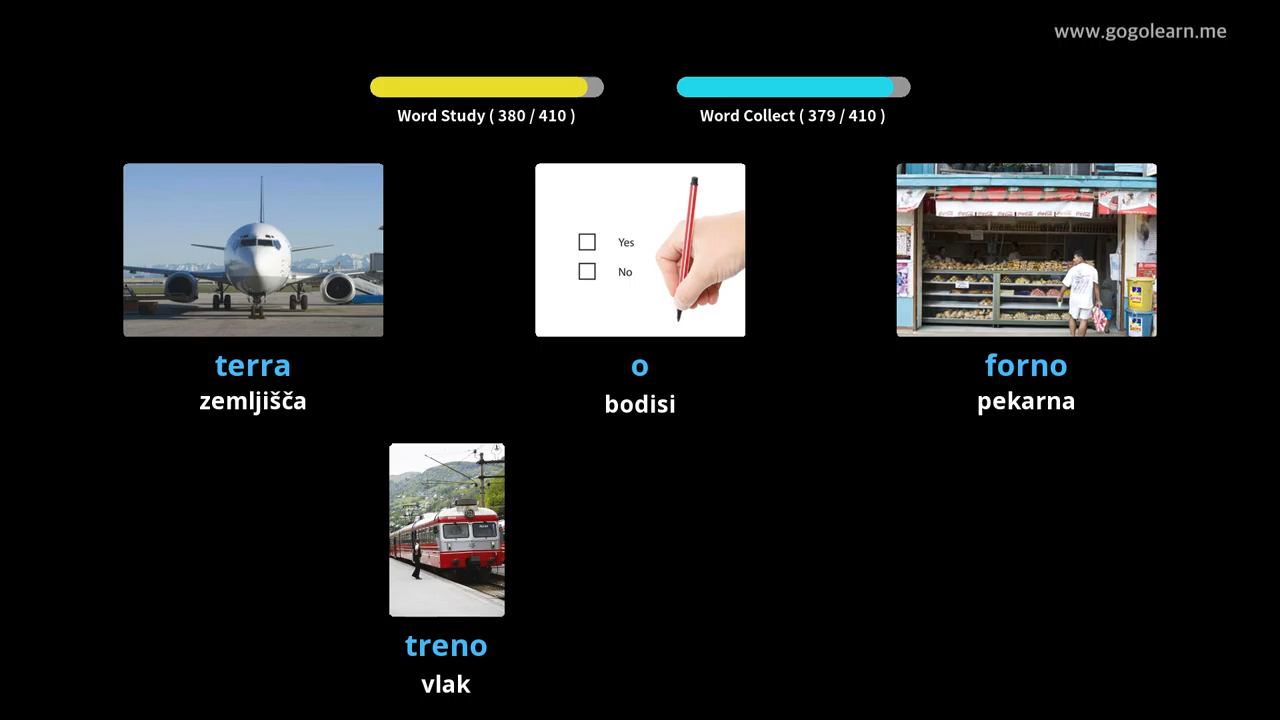 www.gogolearn.me
Word Study ( 380 / 410 )
Word Collect ( 379 / 410 )
Yes
No
terra
zemljišča
o
bodisi
forno
pekarna
treno
vlak